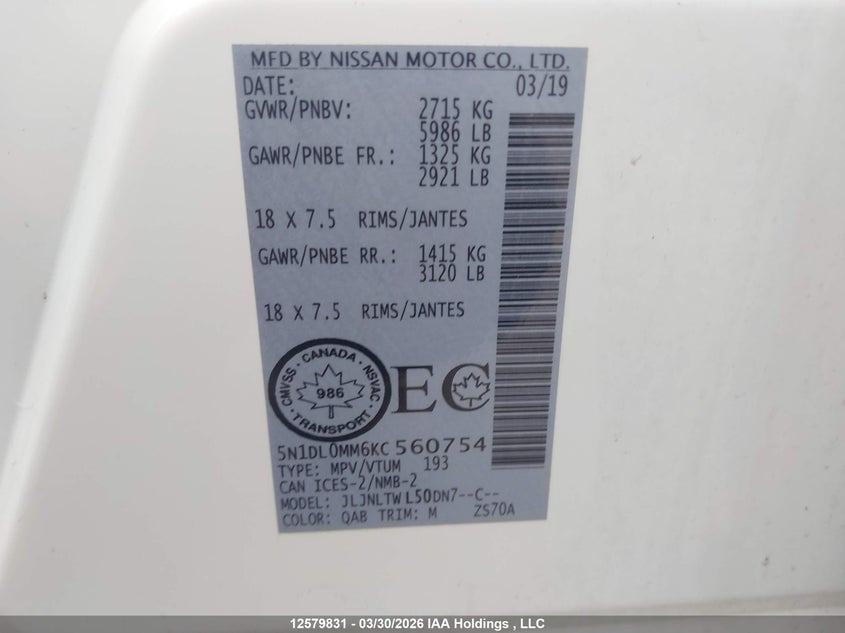 MFD BY NISSAN MOTOR CO., LTD.
DATE: 03/19
GVWR/PNBV: 2715 KG
5986 LB
GAWR/PNBE FR.: 1325 KG
2921 LB
18 X 7.5 RIMS/JANTES
GAWR/PNBE RR.: 1415 KG
3120 LB
18 X 7.5 RIMS/JANTES
CMVSS · CANADA · NSVAC
986
· TRANSPORT ·
EC
5N1DL0MM6KC560754
TYPE: MPV/VTUM 193
CAN ICES-2/NMB-2
MODEL: JLJNLTWL50DN7--C--
COLOR: QAB TRIM: M ZS70A
12579831 - 03/30/2026 IAA Holdings , LLC